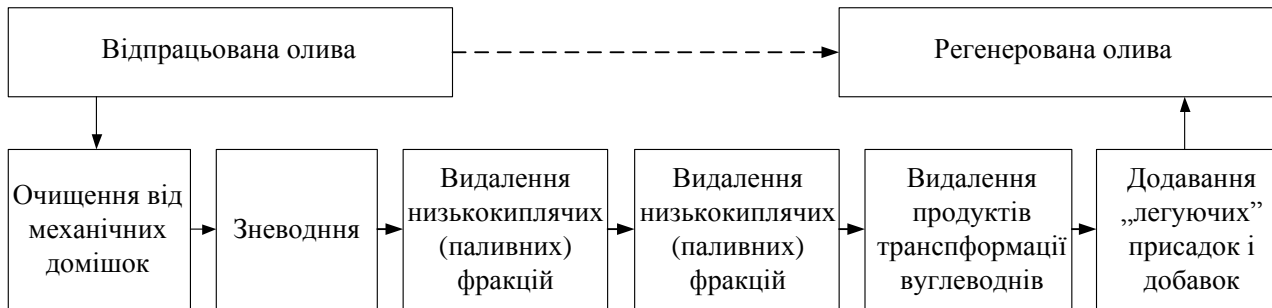 Відпрацьована олива
Регенерована олива
Очищення від
механічних
домішок
Зневодння
Видалення
низькокиплячих
(паливних)
фракцій
Видалення
низькокиплячих
(паливних)
фракцій
Видалення
продуктів
транспформації
вуглеводнів
Додавання
„легуючих”
присадок і
добавок